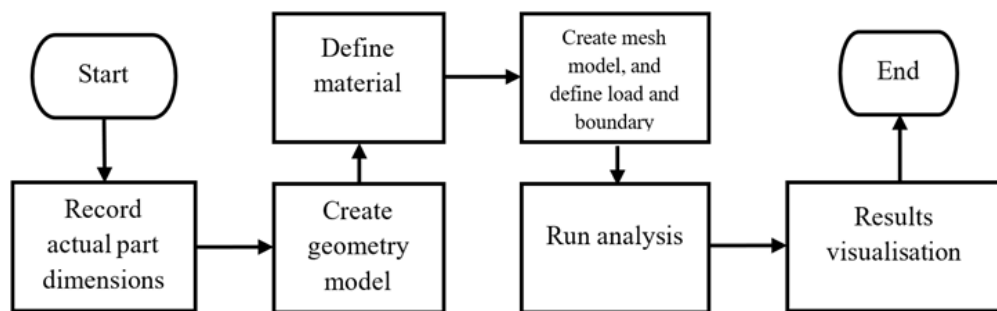 Start
Record
actual part
dimensions
Create
geometry
model
Define
material
Create mesh
model, and
define load and
boundary
Run analysis
Results
visualisation
End